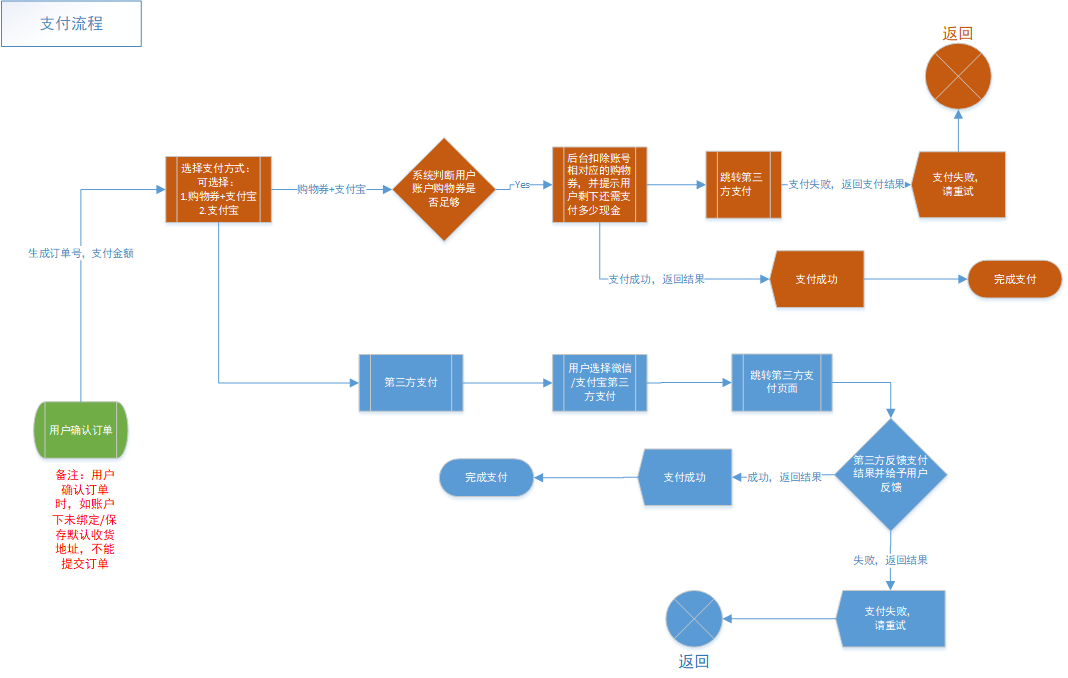 支付流程
返回
选择支付方式：
可选择：
1.购物券+支付宝
2.支付宝
购物券+支付宝
系统判断用户
账户购物券是
否足够
Yes
后台扣除账号
相对应的购物
券，并提示用
户剩下还需支
付多少现金
跳转第三
方支付
支付失败，返回支付结果
支付失败，
请重试
生成订单号，支付金额
支付成功，返回结果
支付成功
完成支付
第三方支付
用户选择微信
/支付宝第三
方支付
跳转第三方支
付页面
用户确认订单
备注：用户
确认订单
时，如账户
下未绑定/保
存默认收货
地址，不能
提交订单
完成支付
支付成功
成功，返回结果
第三方反馈支付
结果并给予用户
反馈
失败，返回结果
支付失败，
请重试
返回